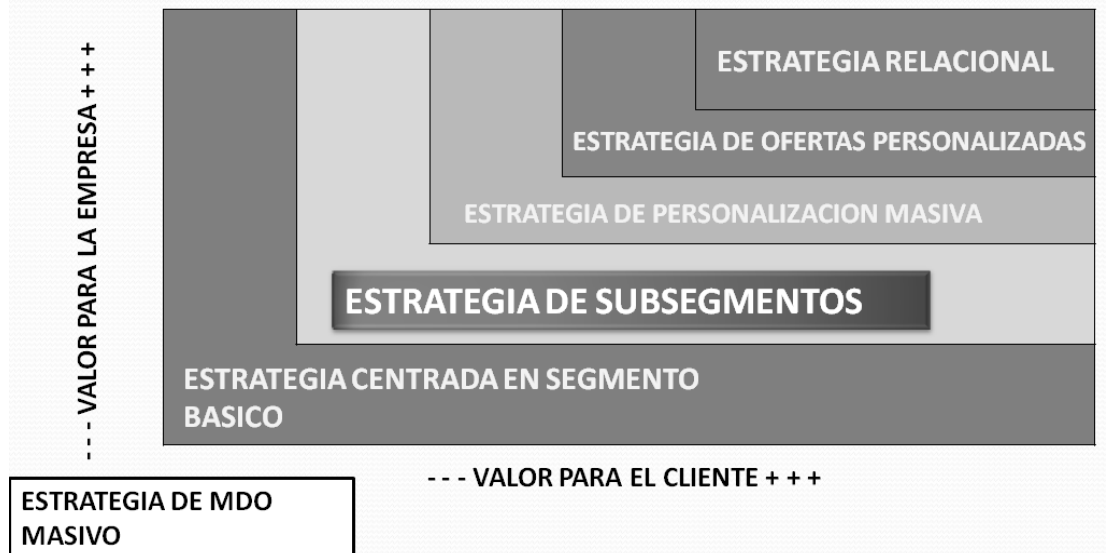 ESTRATEGIA RELACIONAL
ESTRATEGIA DE OFERTAS PERSONALIZADAS
ESTRATEGIA DE PERSONALIZACION MASIVA
ESTRATEGIA DE SUBSEGMENTOS
ESTRATEGIA CENTRADA EN SEGMENTO
BASICO
- - - VALOR PARA LA EMPRESA + + +
- - - VALOR PARA EL CLIENTE + + +
ESTRATEGIA DE MDO
MASIVO